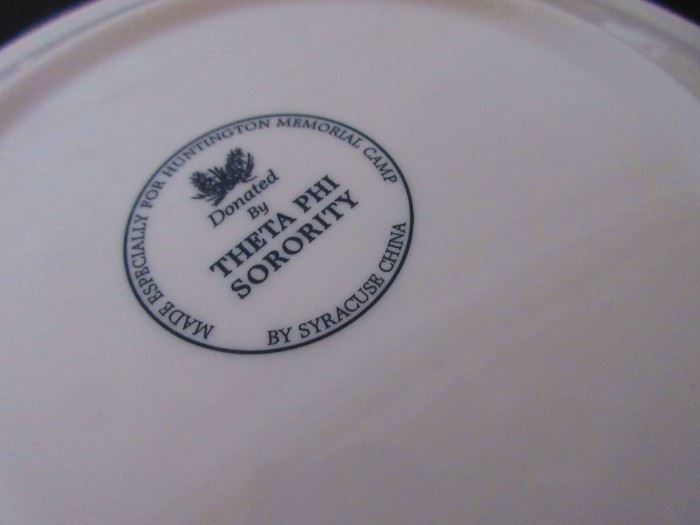 MADE ESPECIALLY FOR HUNTINGTON MEMORIAL CAMP
Donated
By
THETA PHI
SORORITY
BY SYRACUSE CHINA